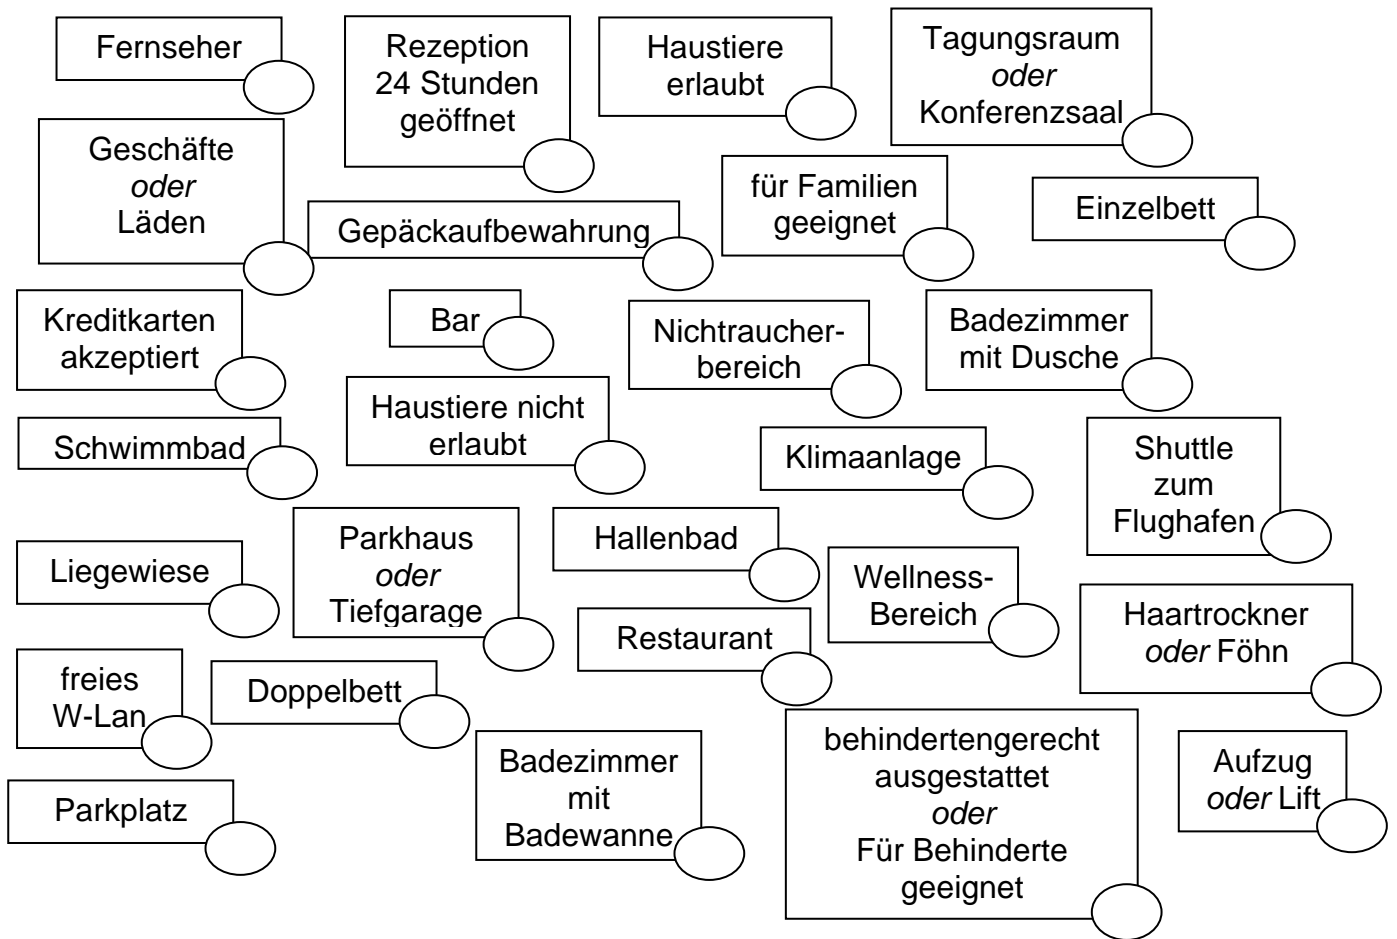 Fernseher
Rezeption
24 Stunden
geöffnet
Haustiere
erlaubt
Tagungsraum
oder
Konferenzsaal
Geschäfte
oder
Läden
Gepäckaufbewahrung
für Familien
geeignet
Einzelbett
Kreditkarten
akzeptiert
Bar
Nichtraucher-
bereich
Badezimmer
mit Dusche
Haustiere nicht
erlaubt
Schwimmbad
Klimaanlage
Shuttle
zum
Flughafen
Liegewiese
Parkhaus
oder
Tiefgarage
Hallenbad
Wellness-
Bereich
Haartrockner
oder Föhn
Restaurant
freies
W-Lan
Doppelbett
Badezimmer
mit
Badewanne
behindertengerecht
ausgestattet
oder
Für Behinderte
geeignet
Aufzug
oder Lift
Parkplatz